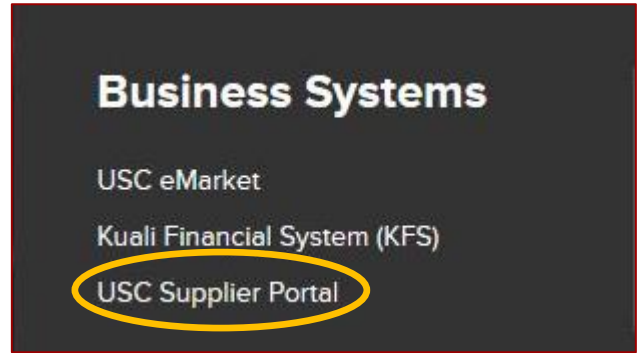 Business Systems
USC eMarket
Kuali Financial System (KFS)
USC Supplier Portal